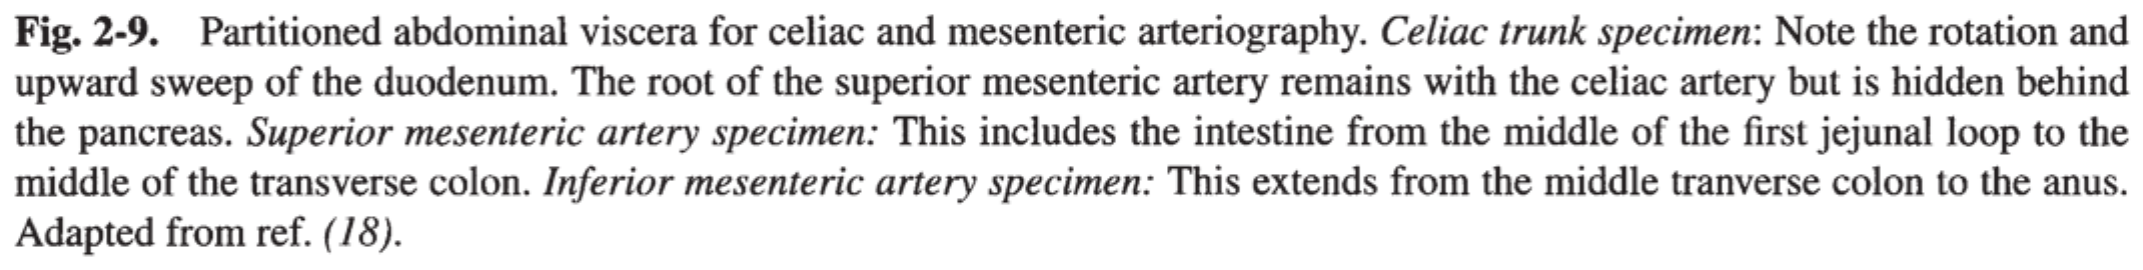 Fig. 2-9. Partitioned abdominal viscera for celiac and mesenteric arteriography. Celiac trunk specimen: Note the rotation and
upward sweep of the duodenum. The root of the superior mesenteric artery remains with the celiac artery but is hidden behind
the pancreas. Superior mesenteric artery specimen: This includes the intestine from the middle of the first jejunal loop to the
middle of the transverse colon. Inferior mesenteric artery specimen: This extends from the middle tranverse colon to the anus.
Adapted from ref. (18).